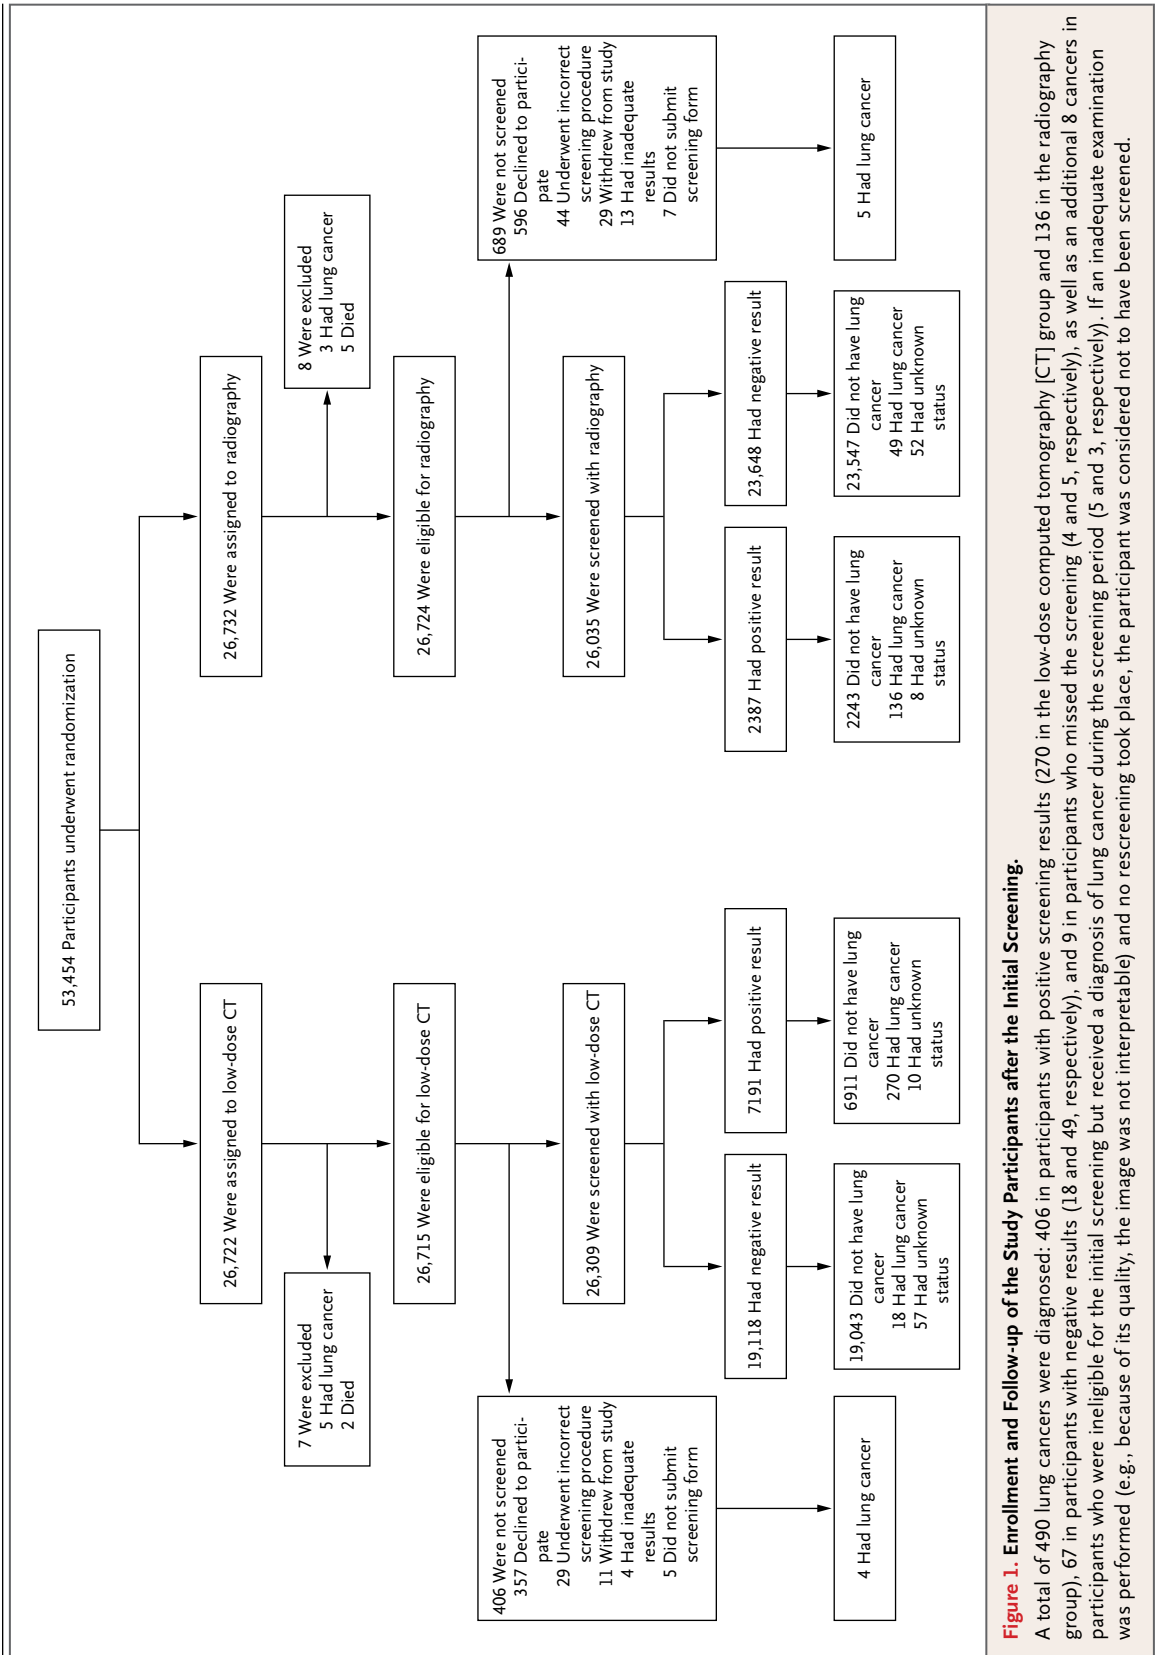 53,454 Participants underwent randomization
26,722 Were assigned to low-dose CT
26,732 Were assigned to radiography
7 Were excluded
5 Had lung cancer
2 Died
8 Were excluded
3 Had lung cancer
5 Died
26,715 Were eligible for low-dose CT
26,724 Were eligible for radiography
406 Were not screened
357 Declined to partici-
pate
29 Underwent incorrect
screening procedure
11 Withdrew from study
4 Had inadequate
results
5 Did not submit
screening form
689 Were not screened
596 Declined to partici-
pate
44 Underwent incorrect
screening procedure
29 Withdrew from study
13 Had inadequate
results
7 Did not submit
screening form
26,309 Were screened with low-dose CT
26,035 Were screened with radiography
19,118 Had negative result
7191 Had positive result
2387 Had positive result
23,648 Had negative result
4 Had lung cancer
19,043 Did not have lung
cancer
18 Had lung cancer
57 Had unknown
status
6911 Did not have lung
cancer
270 Had lung cancer
10 Had unknown
status
2243 Did not have lung
cancer
136 Had lung cancer
8 Had unknown
status
23,547 Did not have lung
cancer
49 Had lung cancer
52 Had unknown
status
5 Had lung cancer
Figure 1. Enrollment and Follow-up of the Study Participants after the Initial Screening.
A total of 490 lung cancers were diagnosed: 406 in participants with positive screening results (270 in the low-dose computed tomography [CT] group and 136 in the radiography
group), 67 in participants with negative results (18 and 49, respectively), and 9 in participants who missed the screening (4 and 5, respectively), as well as an additional 8 cancers in
participants who were ineligible for the initial screening but received a diagnosis of lung cancer during the screening period (5 and 3, respectively). If an inadequate examination
was performed (e.g., because of its quality, the image was not interpretable) and no rescreening took place, the participant was considered not to have been screened.